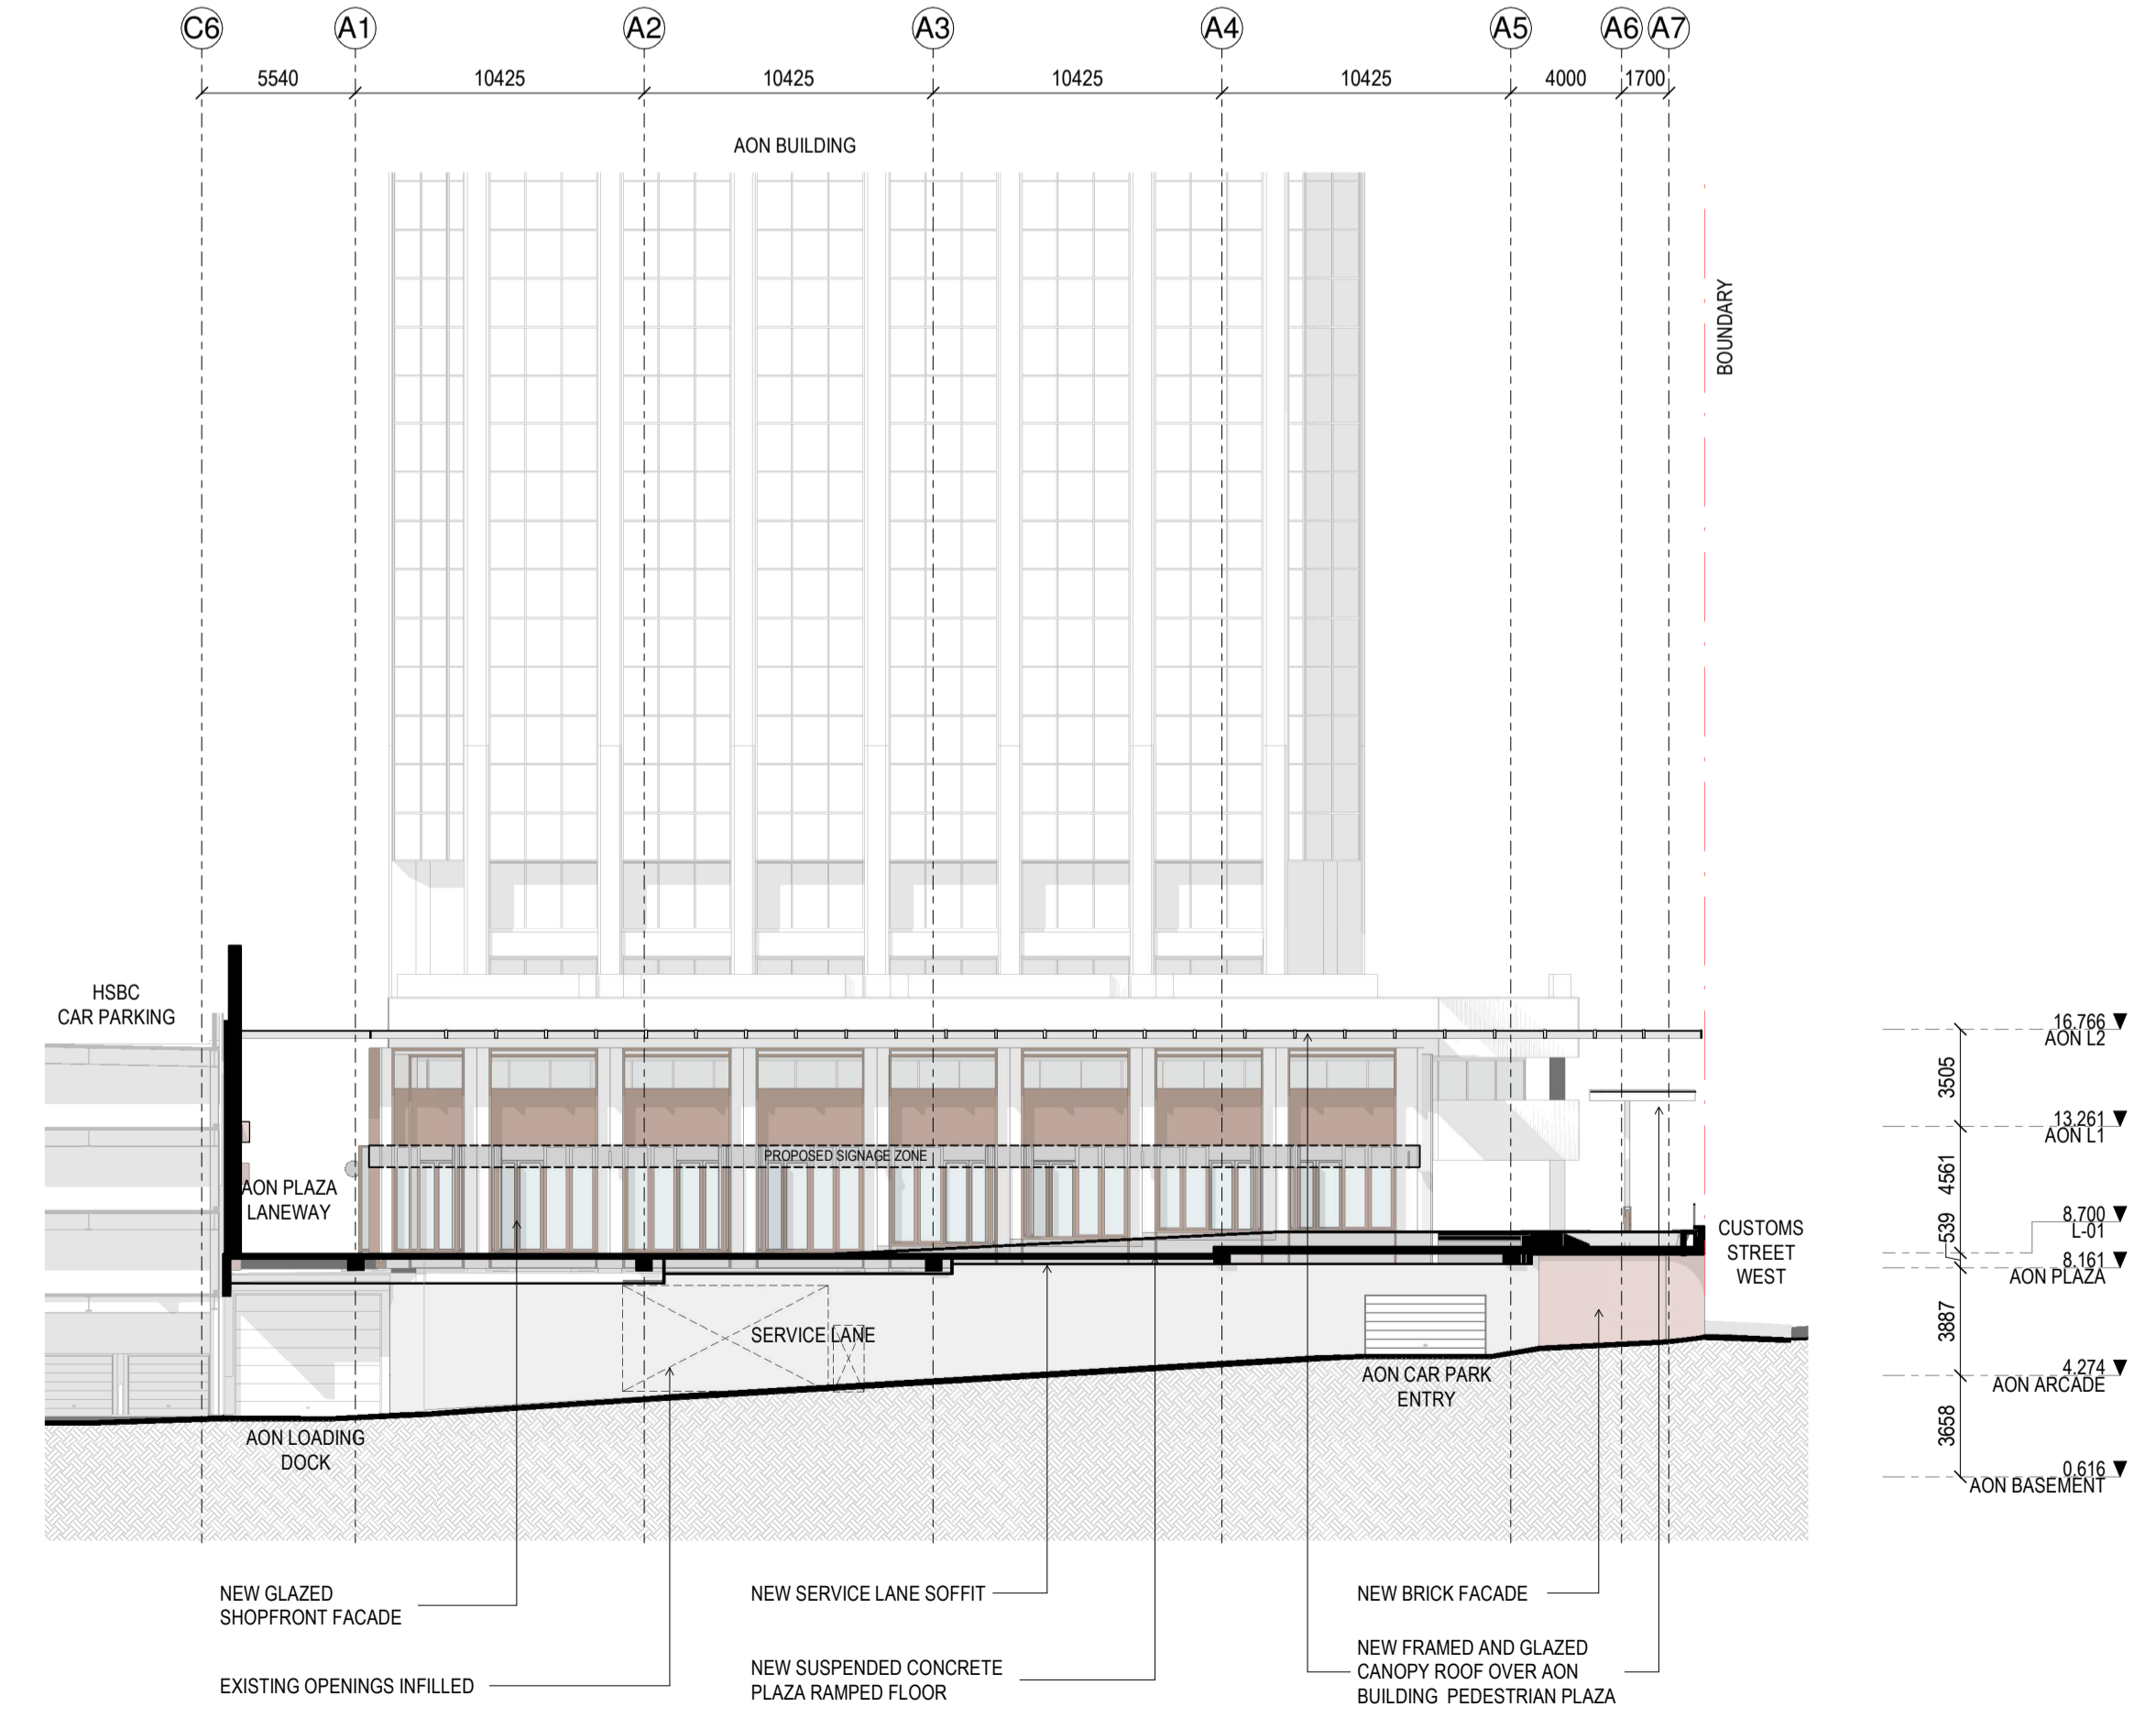 C6 A1 A2 A3 A4 A5 A6 A7
5540 10425 10425 10425 10425 4000 1700
AON BUILDING
BOUNDARY
HSBC
CAR PARKING
16.766
AON L2
3505
13.261
AON L1
PROPOSED SIGNAGE ZONE
4561
AON PLAZA
LANEWAY
8.700
L-01
539
CUSTOMS
STREET
WEST
8.161
AON PLAZA
3887
SERVICE LANE
4.274
AON ARCADE
AON CAR PARK
ENTRY
3658
AON LOADING
DOCK
0.616
AON BASEMENT
NEW GLAZED
SHOPFRONT FACADE
EXISTING OPENINGS INFILLED
NEW SERVICE LANE SOFFIT
NEW SUSPENDED CONCRETE
PLAZA RAMPED FLOOR
NEW BRICK FACADE
NEW FRAMED AND GLAZED
CANOPY ROOF OVER AON
BUILDING PEDESTRIAN PLAZA